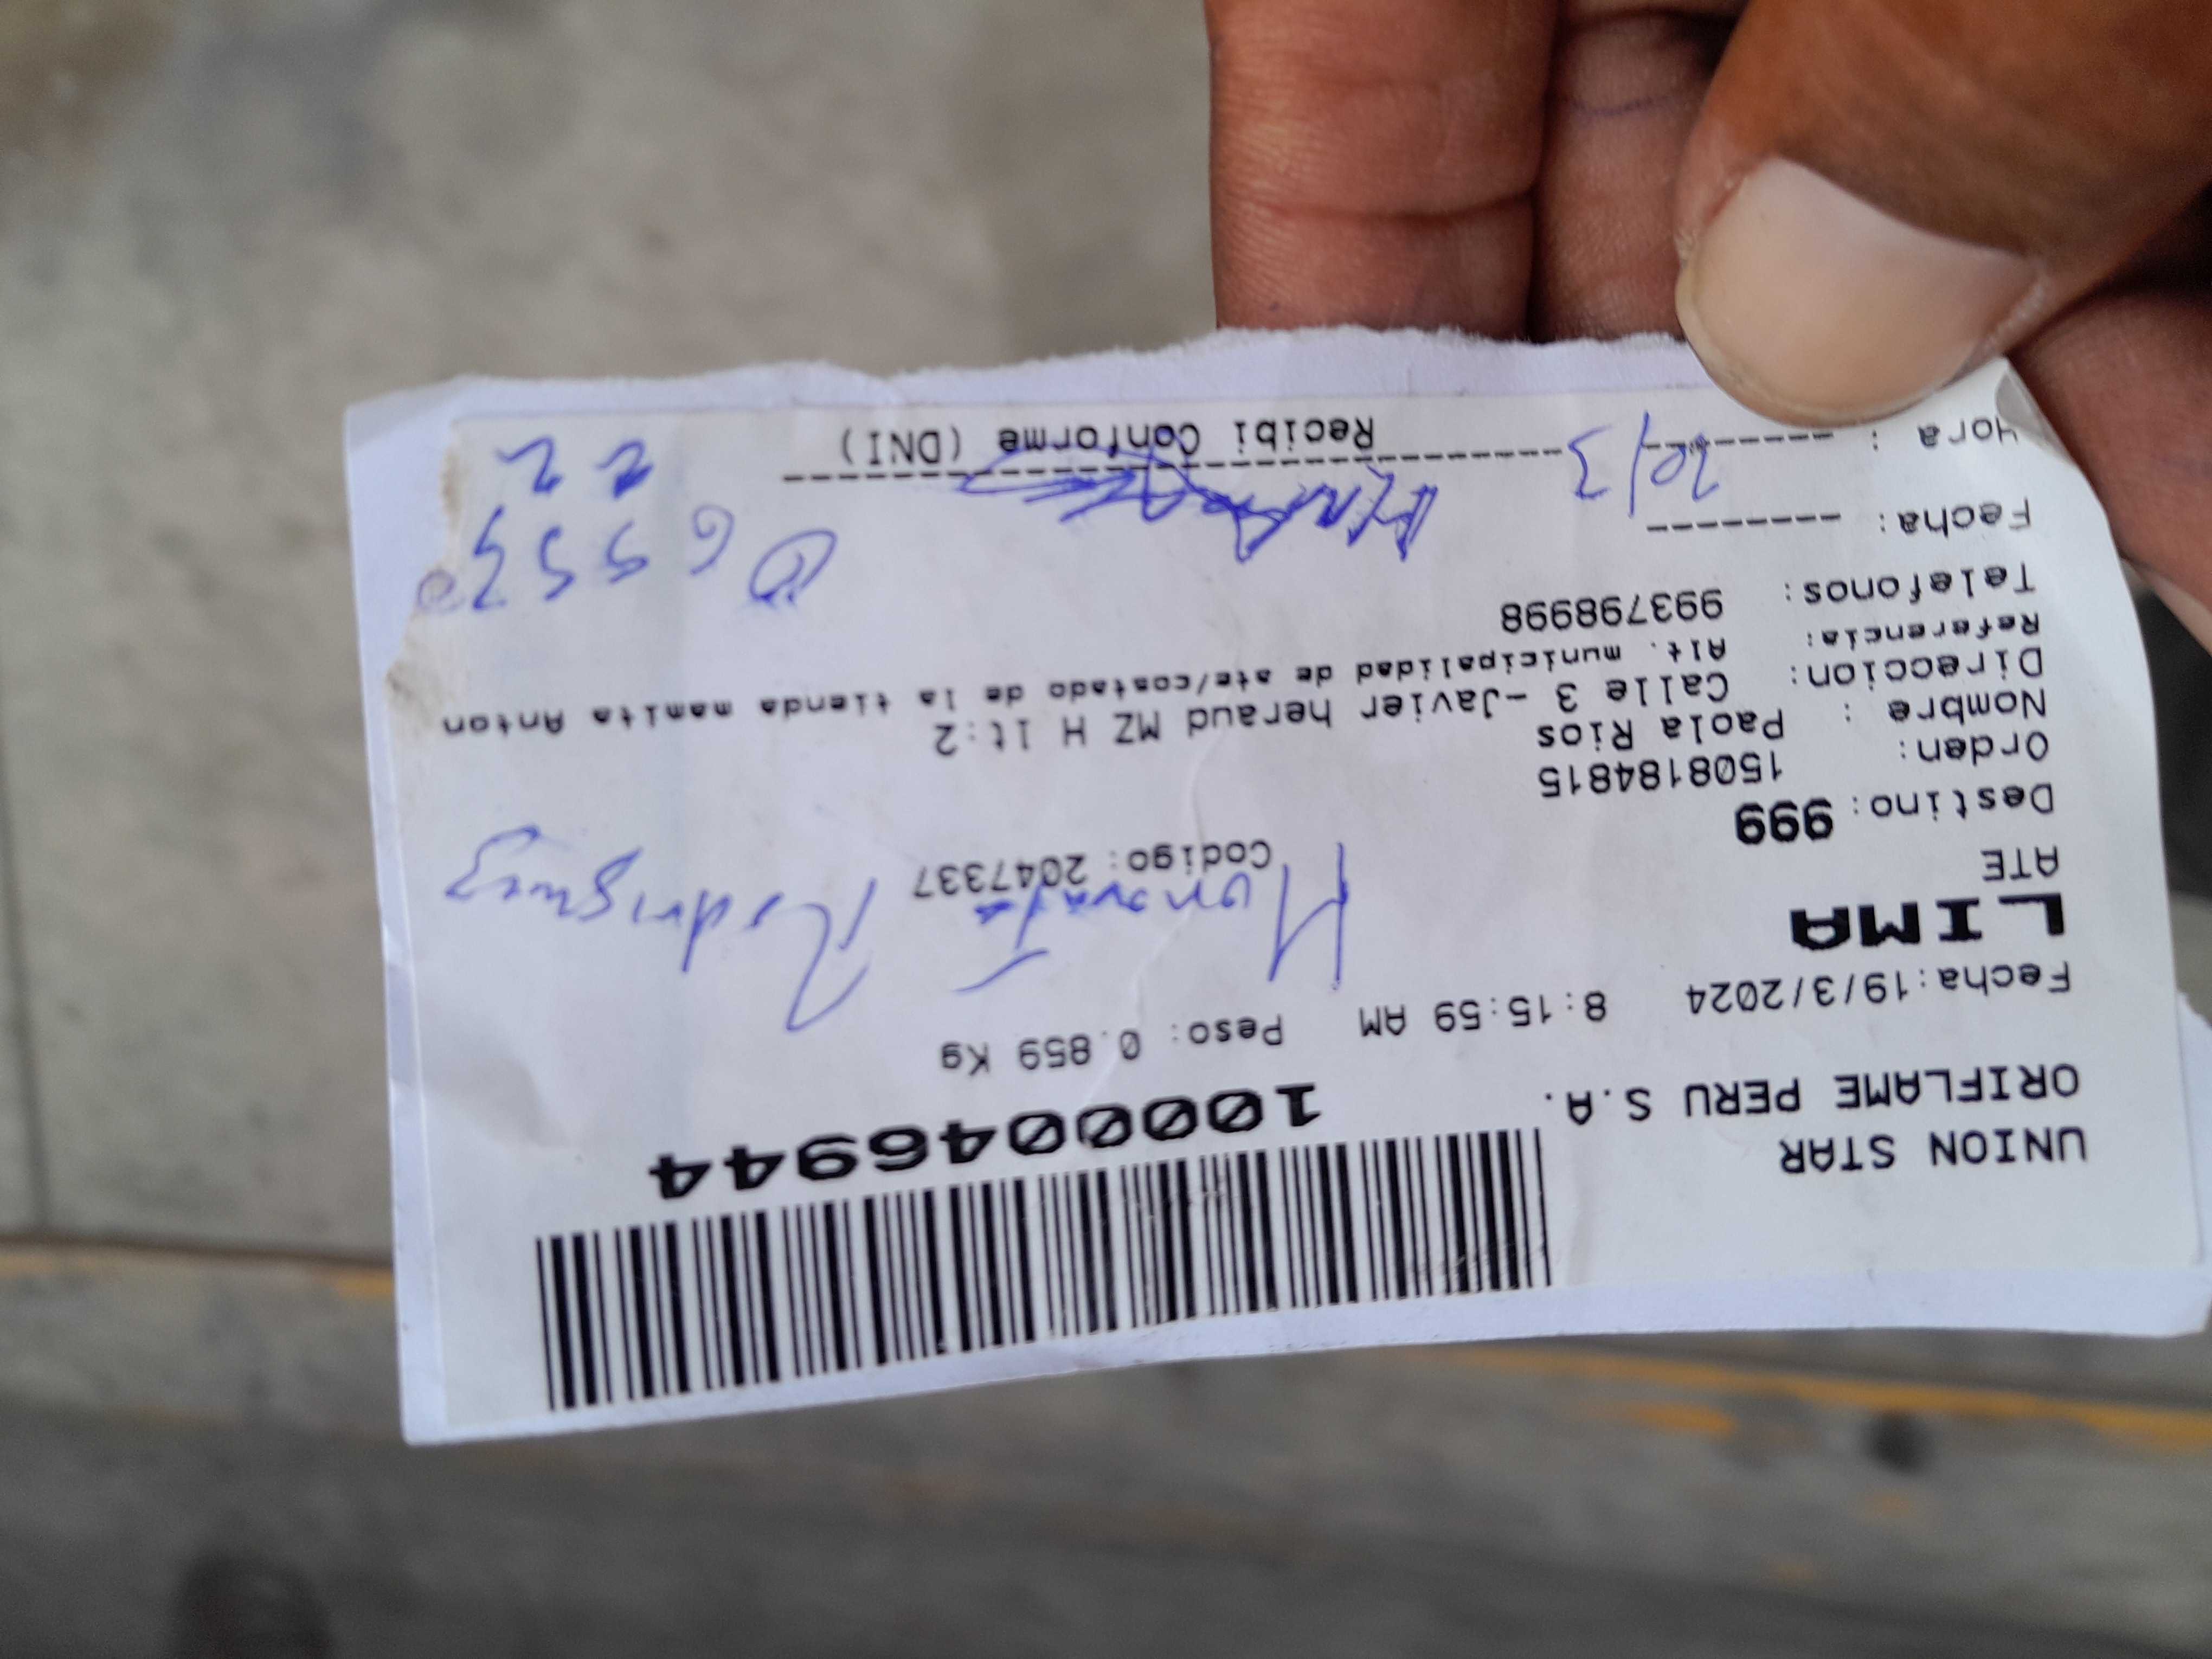 UNION STAR
ORIFLAME PERU S.A.
1000046944
Fecha:19/3/2024 8:15:59 AM Peso: 0.859 Kg
LIMA
ATE
Codigo: 2047337
Rodriguez
Destino: 999
Orden: 1508184815
Nombre : Paola Rios
Direccion: Calle 3 -Javier heraud MZ H lt:2
Referencia: Alt. municipalidad de ate/costado de la tienda mamita Anton
Telefonos: 993798998
Fecha: --------
20/3
Hora : --------
Recibi Conforme (DNI)